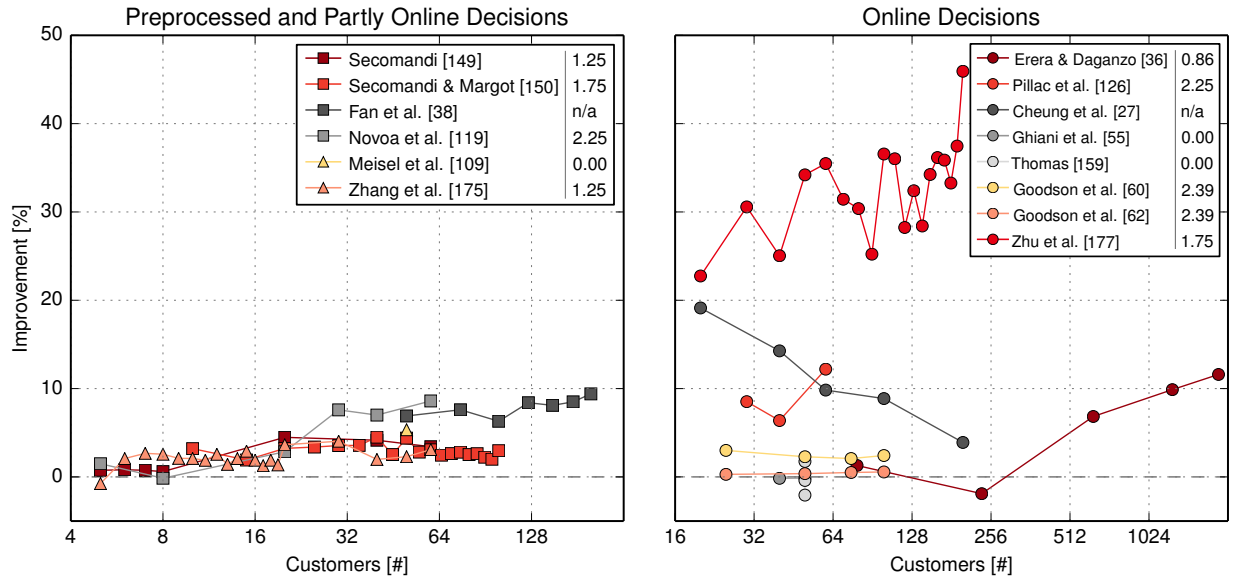 Preprocessed and Partly Online Decisions
50
40
30
20
10
0
Improvement [%]
4
8
16
32
64
128
Customers [#]
Secomandi [149] 1.25
Secomandi & Margot [150] 1.75
Fan et al. [38] n/a
Novoa et al. [119] 2.25
Meisel et al. [109] 0.00
Zhang et al. [175] 1.25
Online Decisions
16
32
64
128
256
512
1024
Customers [#]
Erera & Daganzo [36] 0.86
Pillac et al. [126] 2.25
Cheung et al. [27] n/a
Ghiani et al. [55] 0.00
Thomas [159] 0.00
Goodson et al. [60] 2.39
Goodson et al. [62] 2.39
Zhu et al. [177] 1.75